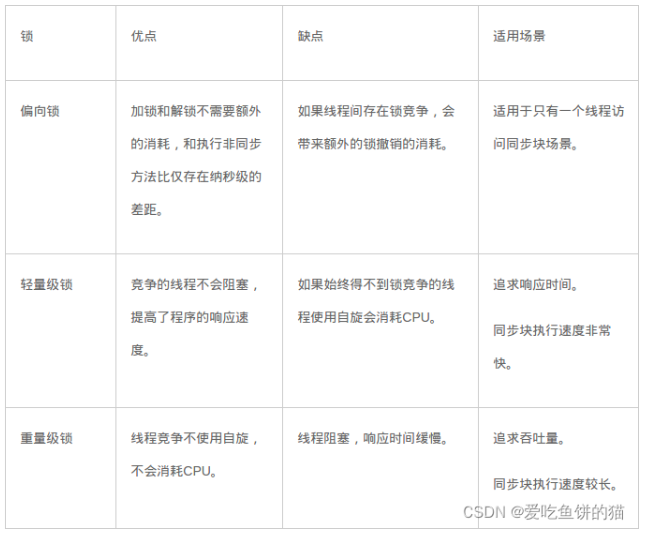 锁 优点 缺点 适用场景
偏向锁 加锁和解锁不需要额外 如果线程间存在锁竞争，会 适用于只有一个线程访
的消耗，和执行非同步 带来额外的锁撤销的消耗。 问同步块场景。
方法比仅存在纳秒级的
差距。
轻量级锁 竞争的线程不会阻塞， 如果始终得不到锁竞争的线 追求响应时间。
提高了程序的响应速 程使用自旋会消耗CPU。 同步块执行速度非常
度。 快。
重量级锁 线程竞争不使用自旋， 线程阻塞，响应时间缓慢。 追求吞吐量。
不会消耗CPU。 同步块执行速度较长。
CSDN @爱吃鱼饼的猫